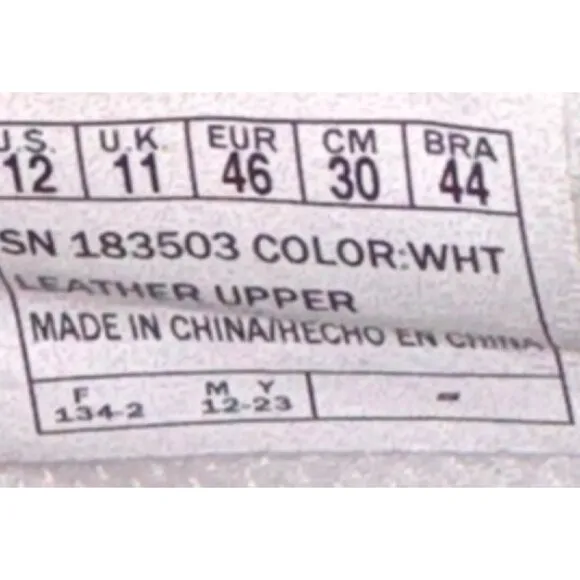 U.S. U.K. EUR CM BRA
12 11 46 30 44
SN 183503 COLOR:WHT
LEATHER UPPER
MADE IN CHINA/HECHO EN CHINA
F M Y
134-2 12-23 -